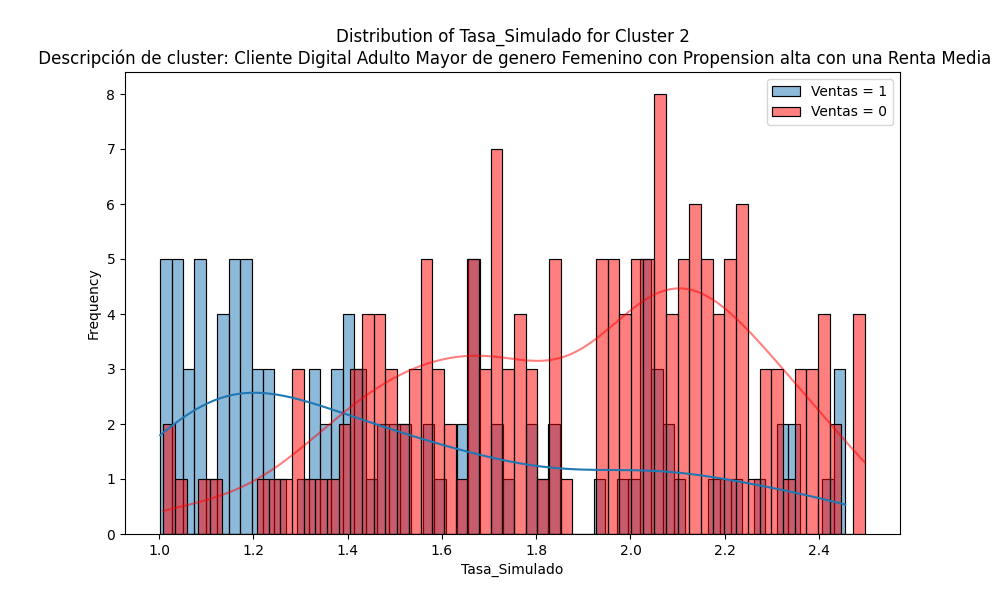 Distribution of Tasa_Simulado for Cluster 2
Descripción de cluster: Cliente Digital Adulto Mayor de genero Femenino con Propension alta con una Renta Media
Ventas = 1
Ventas = 0
Frequency
8
7
6
5
4
3
2
1
0
1.0 1.2 1.4 1.6 1.8 2.0 2.2 2.4
Tasa_Simulado